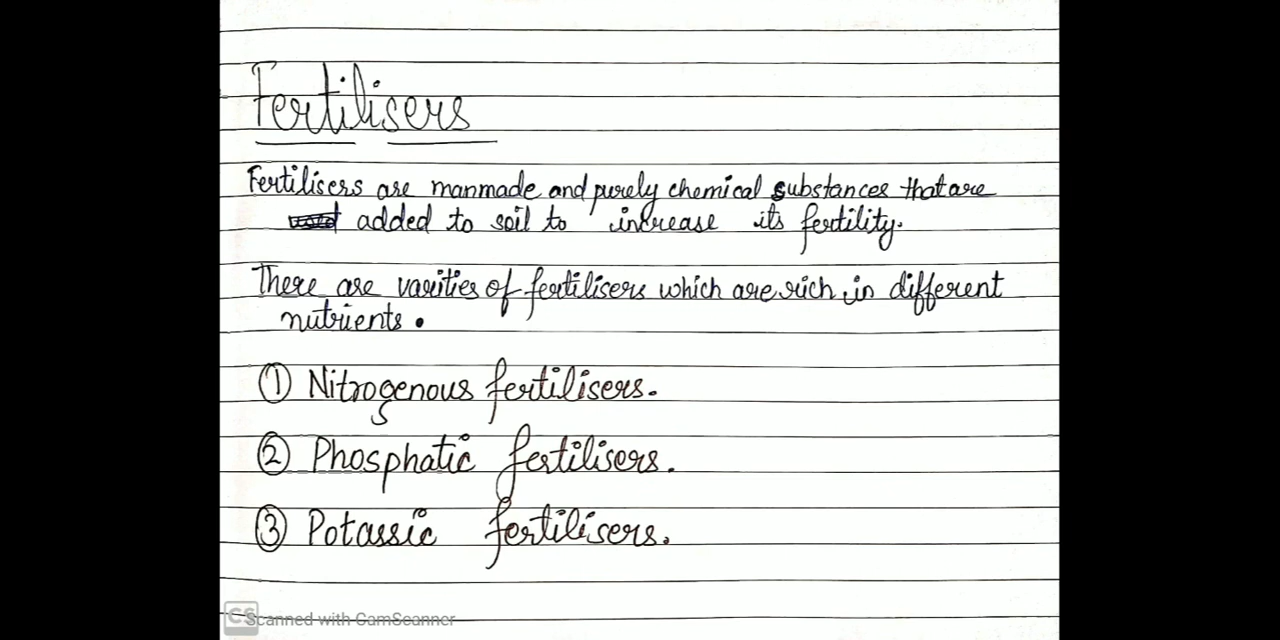 Fertilisers
Fertilisers are manmade and purely chemical substances that are
added to soil to increase its fertility.
There are varities of fertilisers which are rich in different
nutrients.
① Nitrogenous fertilisers.
② Phosphatic fertilisers.
③ Potassic fertilisers.
CS Scanned with CamScanner